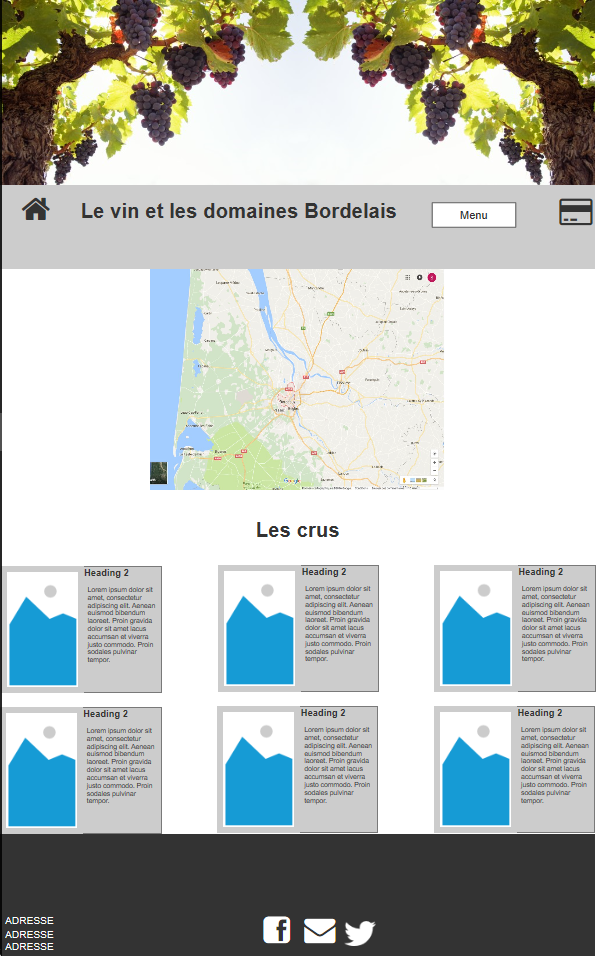 Le vin et les domaines Bordelais
Menu
Google
Les crus
Heading 2
Lorem ipsum dolor sit
amet, consectetur
adipiscing elit. Aenean
euismod bibendum
laoreet. Proin gravida
dolor sit amet lacus
accumsan et viverra
justo commodo. Proin
sodales pulvinar
tempor.
Heading 2
Lorem ipsum dolor sit
amet, consectetur
adipiscing elit. Aenean
euismod bibendum
laoreet. Proin gravida
dolor sit amet lacus
accumsan et viverra
justo commodo. Proin
sodales pulvinar
tempor.
Heading 2
Lorem ipsum dolor sit
amet, consectetur
adipiscing elit. Aenean
euismod bibendum
laoreet. Proin gravida
dolor sit amet lacus
accumsan et viverra
justo commodo. Proin
sodales pulvinar
tempor.
Heading 2
Lorem ipsum dolor sit
amet, consectetur
adipiscing elit. Aenean
euismod bibendum
laoreet. Proin gravida
dolor sit amet lacus
accumsan et viverra
justo commodo. Proin
sodales pulvinar
tempor.
Heading 2
Lorem ipsum dolor sit
amet, consectetur
adipiscing elit. Aenean
euismod bibendum
laoreet. Proin gravida
dolor sit amet lacus
accumsan et viverra
justo commodo. Proin
sodales pulvinar
tempor.
Heading 2
Lorem ipsum dolor sit
amet, consectetur
adipiscing elit. Aenean
euismod bibendum
laoreet. Proin gravida
dolor sit amet lacus
accumsan et viverra
justo commodo. Proin
sodales pulvinar
tempor.
ADRESSE
ADRESSE
ADRESSE